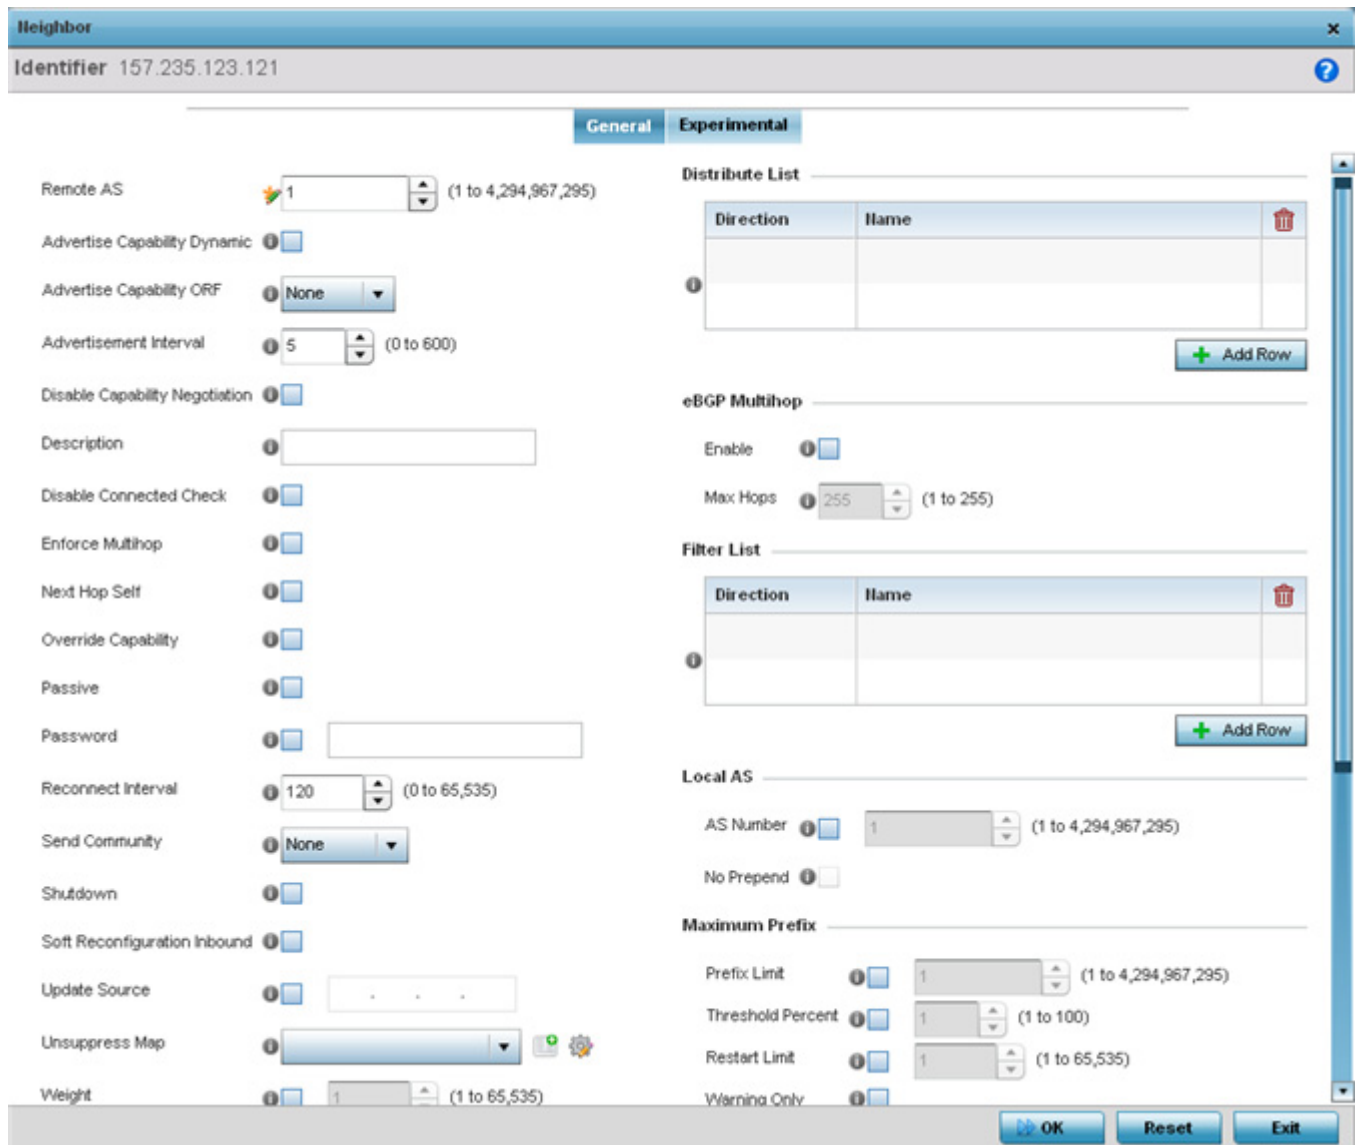 Neighbor
Identifier 157.235.123.121
General Experimental
Remote AS 1 (1 to 4,294,967,295)
Advertise Capability Dynamic
Advertise Capability ORF None
Advertisement Interval 5 (0 to 600)
Disable Capability Negotiation
Description
Disable Connected Check
Enforce Multihop
Next Hop Self
Override Capability
Passive
Password
Reconnect Interval 120 (0 to 65,535)
Send Community None
Shutdown
Soft Reconfiguration Inbound
Update Source . . .
Unsuppress Map
Weight 1 (1 to 65,535)
Distribute List
Direction Name
Add Row
eBGP Multihop
Enable
Max Hops 255 (1 to 255)
Filter List
Direction Name
Add Row
Local AS
AS Number 1 (1 to 4,294,967,295)
No Prepend
Maximum Prefix
Prefix Limit 1 (1 to 4,294,967,295)
Threshold Percent 1 (1 to 100)
Restart Limit 1 (1 to 65,535)
Warning Only
OK Reset Exit